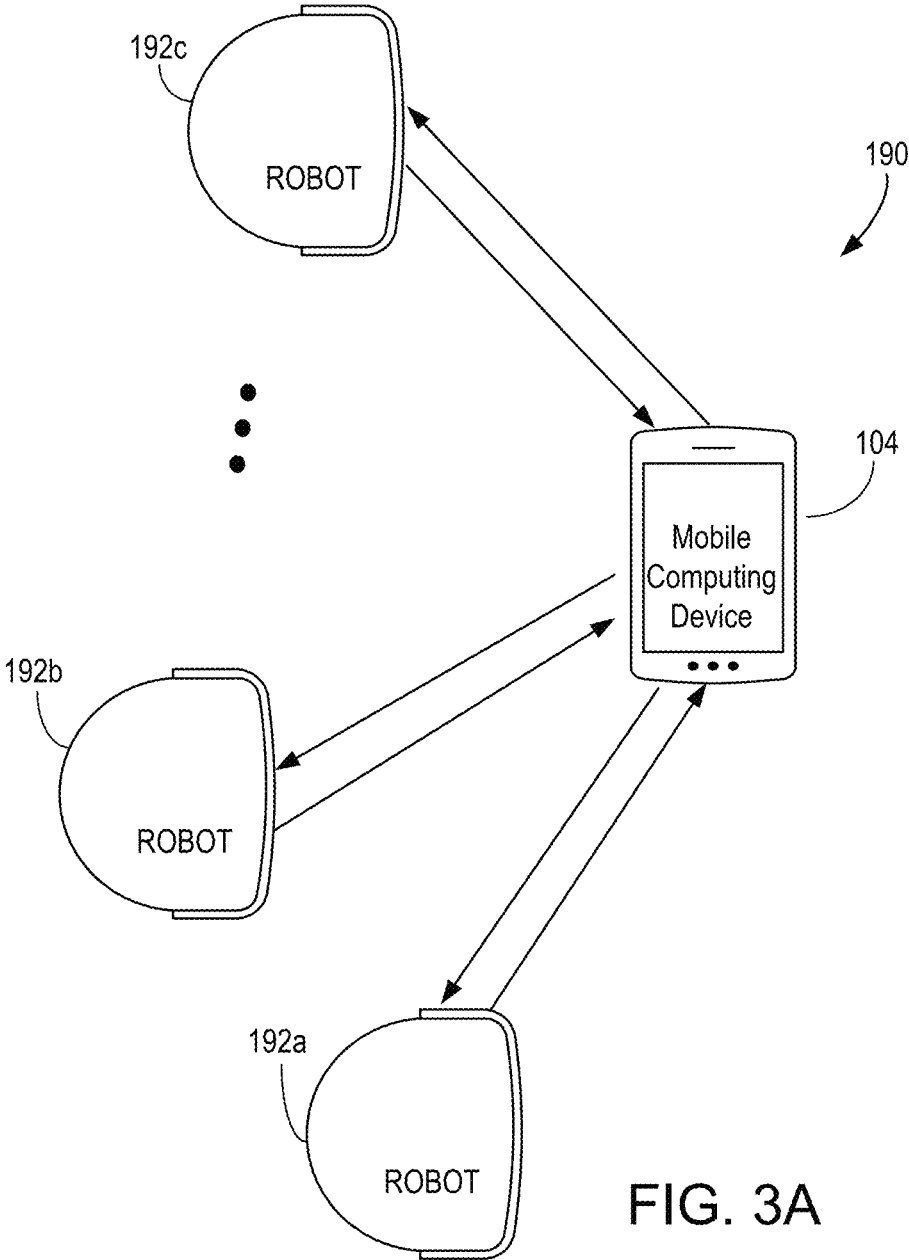 192c
ROBOT
190
104
Mobile
Computing
Device
192b
ROBOT
192a
ROBOT
FIG. 3A